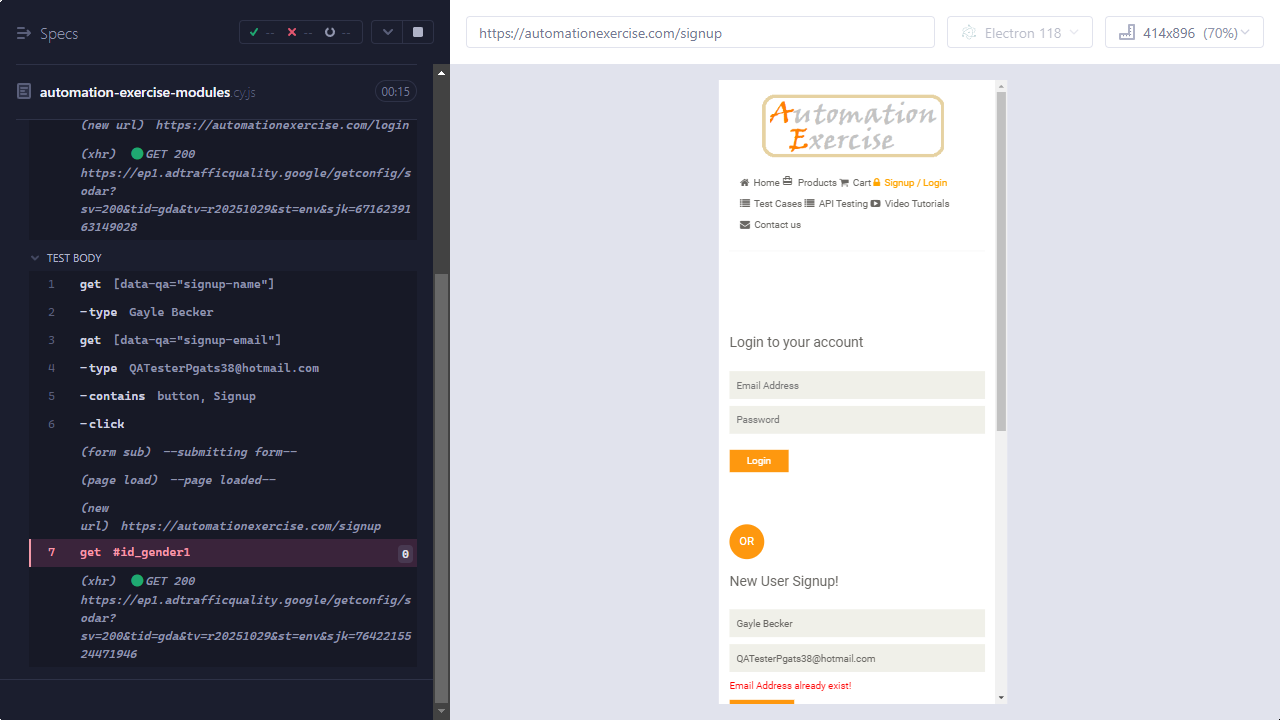 Specs
--
--
--
https://automationexercise.com/signup
Electron 118
414x896 (70%)
automation-exercise-modules.cy.js
00:15
(new url) https://automationexercise.com/login
(xhr) GET 200
https://ep1.adtrafficquality.google/getconfig/s
odar?
sv=200&tid=gda&tv=r20251029&st=env&sjk=67162391
63149028
TEST BODY
1 get [data-qa="signup-name"]
2 -type Gayle Becker
3 get [data-qa="signup-email"]
4 -type QATesterPgats38@hotmail.com
5 -contains button, Signup
6 -click
(form sub) --submitting form--
(page load) --page loaded--
(new
url) https://automationexercise.com/signup
7 get #id_gender1 0
(xhr) GET 200
https://ep1.adtrafficquality.google/getconfig/s
odar?
sv=200&tid=gda&tv=r20251029&st=env&sjk=76422155
24471946
Automation
Exercise
Home Products Cart Signup / Login
Test Cases API Testing Video Tutorials
Contact us
Login to your account
Email Address
Password
Login
OR
New User Signup!
Gayle Becker
QATesterPgats38@hotmail.com
Email Address already exist!